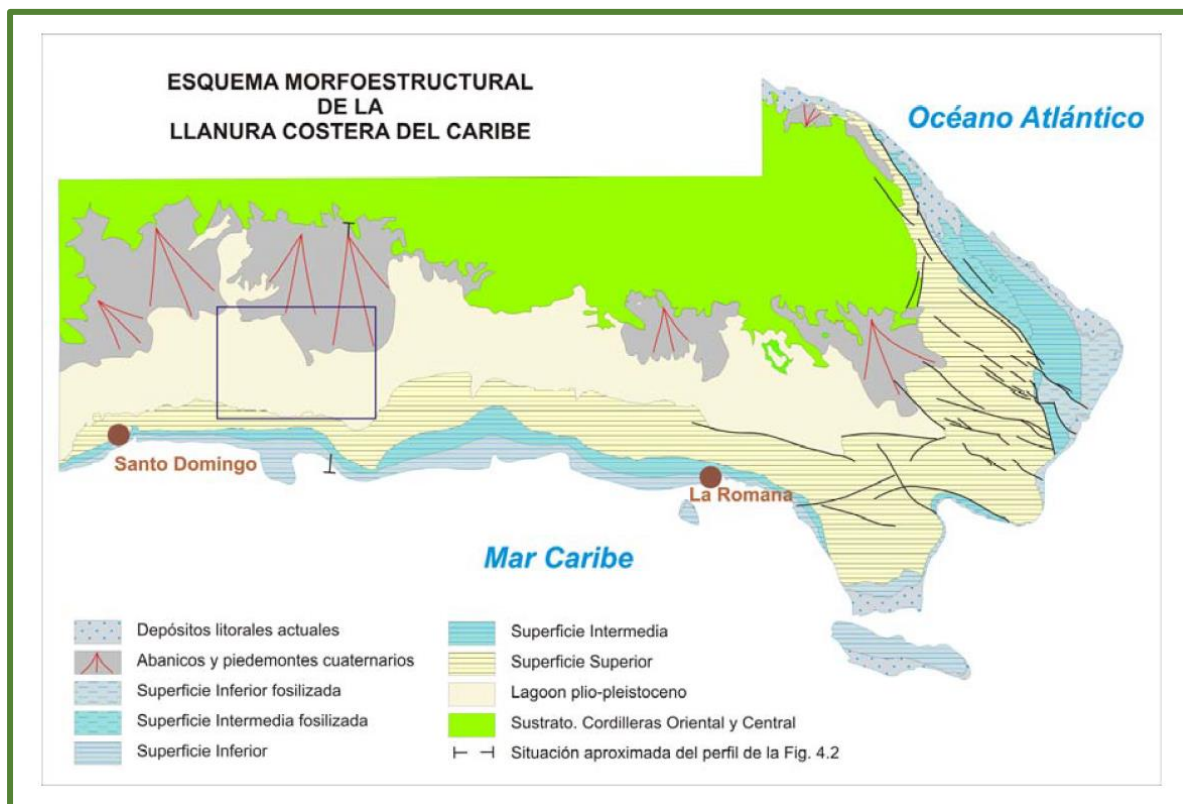 ESQUEMA MORFOESTRUCTURAL
DE LA
LLANURA COSTERA DEL CARIBE
Océano Atlántico
Santo Domingo
La Romana
Mar Caribe
Depósitos litorales actuales
Abanicos y piedemontes cuaternarios
Superficie Inferior fosilizada
Superficie Intermedia fosilizada
Superficie Inferior
Superficie Intermedia
Superficie Superior
Lagoon plio-pleistoceno
Sustrato. Cordilleras Oriental y Central
Situación aproximada del perfil de la Fig. 4.2